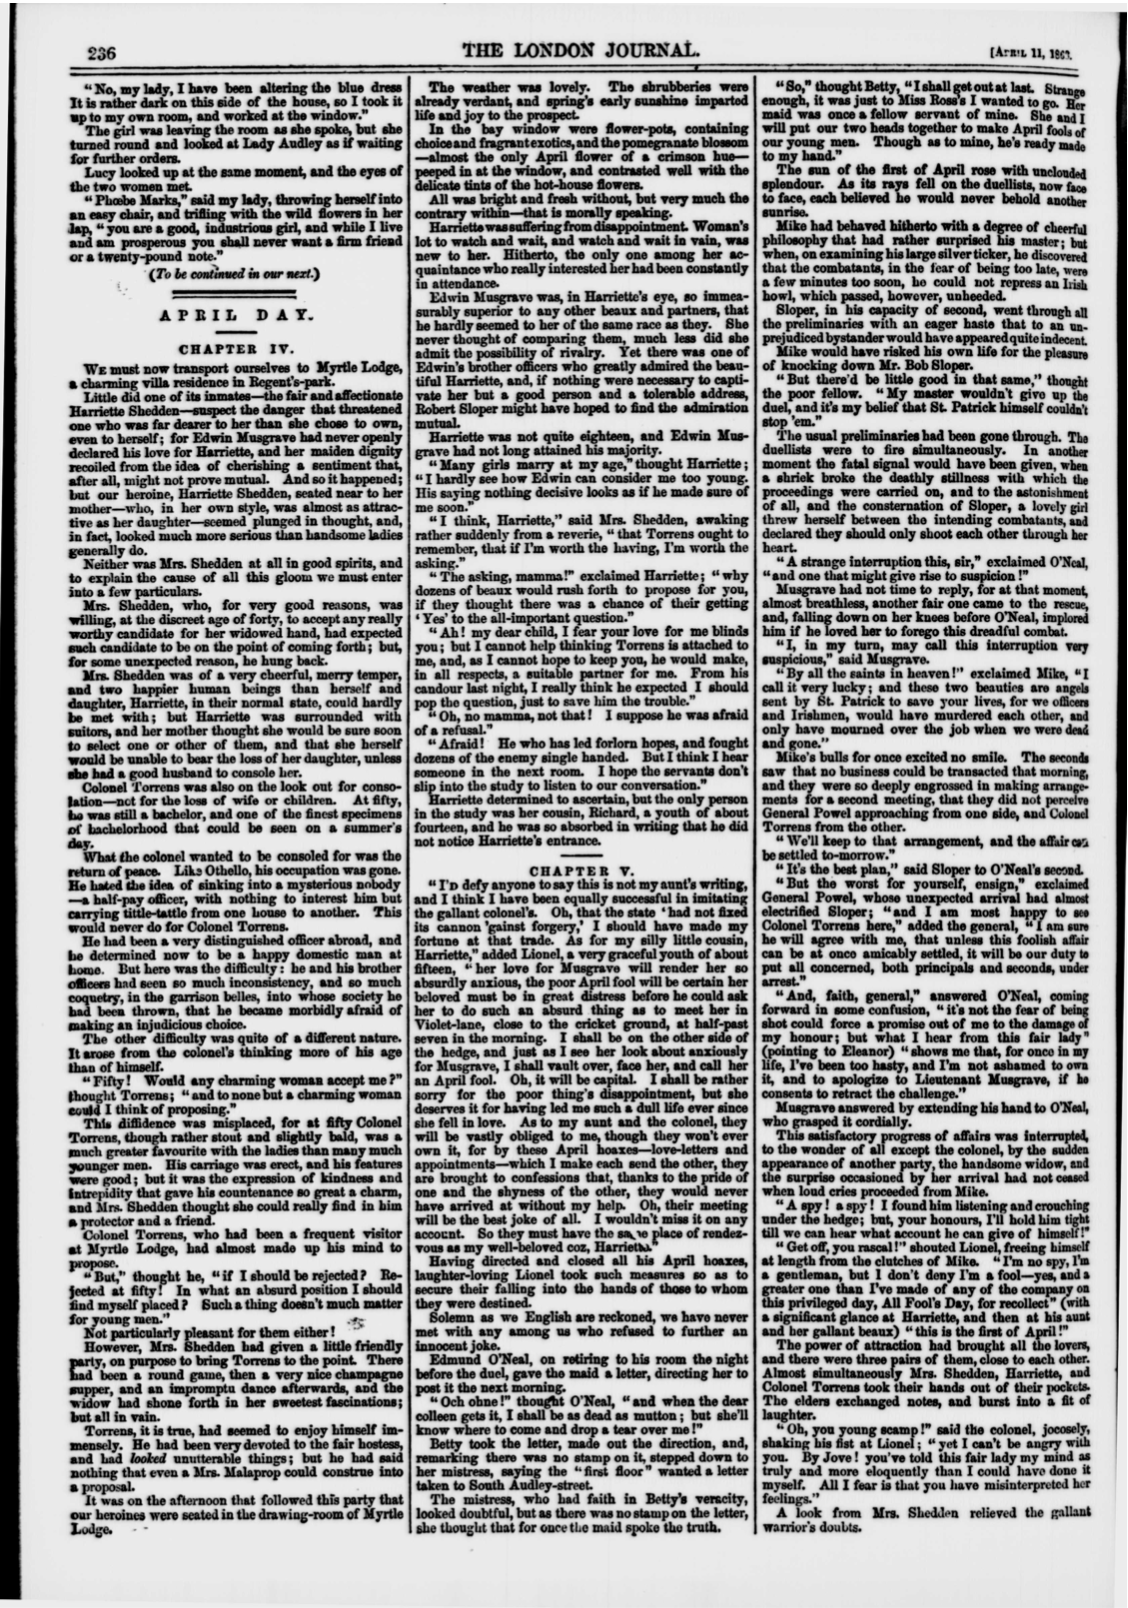 236
THE LONDON JOURNAL.
[APRIL 11, 1863.
"No, my lady, I have been altering the blue dress
It is rather dark on this side of the house, so I took it
up to my own room, and worked at the window."
The girl was leaving the room as she spoke, but she
turned round and looked at Lady Audley as if waiting
for further orders.
Lucy looked up at the same moment, and the eyes of
the two women met.
"Phœbe Marks," said my lady, throwing herself into
an easy chair, and trifling with the wild flowers in her
lap, "you are a good, industrious girl, and while I live
and am prosperous you shall never want a firm friend
or a twenty-pound note."
(To be continued in our next.)
APRIL DAY.
CHAPTER IV.
WE must now transport ourselves to Myrtle Lodge,
a charming villa residence in Regent's-park.
Little did one of its inmates—the fair and affectionate
Harriette Shedden—suspect the danger that threatened
one who was far dearer to her than she chose to own,
even to herself; for Edwin Musgrave had never openly
declared his love for Harriette, and her maiden dignity
recoiled from the idea of cherishing a sentiment that,
after all, might not prove mutual. And so it happened;
but our heroine, Harriette Shedden, seated near to her
mother—who, in her own style, was almost as attrac-
tive as her daughter—seemed plunged in thought, and,
in fact, looked much more serious than handsome ladies
generally do.
Neither was Mrs. Shedden at all in good spirits, and
to explain the cause of all this gloom we must enter
into a few particulars.
Mrs. Shedden, who, for very good reasons, was
willing, at the discreet age of forty, to accept any really
worthy candidate for her widowed hand, had expected
such candidate to be on the point of coming forth; but,
for some unexpected reason, he hung back.
Mrs. Shedden was of a very cheerful, merry temper,
and two happier human beings than herself and
daughter, Harriette, in their normal state, could hardly
be met with; but Harriette was surrounded with
suitors, and her mother thought she would be sure soon
to select one or other of them, and that she herself
would be unable to bear the loss of her daughter, unless
she had a good husband to console her.
Colonel Torrens was also on the look out for conso-
lation—not for the loss of wife or children. At fifty,
he was still a bachelor, and one of the finest specimens
of bachelorhood that could be seen on a summer's
day.
What the colonel wanted to be consoled for was the
return of peace. Like Othello, his occupation was gone.
He hated the idea of sinking into a mysterious nobody
—a half-pay officer, with nothing to interest him but
carrying tittle-tattle from one house to another. This
would never do for Colonel Torrens.
He had been a very distinguished officer abroad, and
he determined now to be a happy domestic man at
home. But here was the difficulty: he and his brother
officers had seen so much inconsistency, and so much
coquetry, in the garrison belles, into whose society he
had been thrown, that he became morbidly afraid of
making an injudicious choice.
The other difficulty was quite of a different nature.
It arose from the colonel's thinking more of his age
than of himself.
"Fifty! Would any charming woman accept me?"
thought Torrens; "and to none but a charming woman
could I think of proposing."
This diffidence was misplaced, for at fifty Colonel
Torrens, though rather stout and slightly bald, was a
much greater favourite with the ladies than many much
younger men. His carriage was erect, and his features
were good; but it was the expression of kindness and
intrepidity that gave his countenance so great a charm,
and Mrs. Shedden thought she could really find in him
a protector and a friend.
Colonel Torrens, who had been a frequent visitor
at Myrtle Lodge, had almost made up his mind to
propose.
"But," thought he, "if I should be rejected? Re-
jected at fifty! In what an absurd position I should
find myself placed? Such a thing doesn't much matter
for young men."
Not particularly pleasant for them either!
However, Mrs. Shedden had given a little friendly
party, on purpose to bring Torrens to the point. There
had been a round game, then a very nice champagne
supper, and an impromptu dance afterwards, and the
widow had shone forth in her sweetest fascinations;
but all in vain.
Torrens, it is true, had seemed to enjoy himself im-
mensely. He had been very devoted to the fair hostess,
and had looked unutterable things; but he had said
nothing that even a Mrs. Malaprop could construe into
a proposal.
It was on the afternoon that followed this party that
our heroines were seated in the drawing-room of Myrtle
Lodge.
The weather was lovely. The shrubberies were
already verdant, and spring's early sunshine imparted
life and joy to the prospect.
In the bay window were flower-pots, containing
choice and fragrant exotics, and the pomegranate blossom
—almost the only April flower of a crimson hue—
peeped in at the window, and contrasted well with the
delicate tints of the hot-house flowers.
All was bright and fresh without, but very much the
contrary within—that is morally speaking.
Harriette was suffering from disappointment. Woman's
lot to watch and wait, and watch and wait in vain, was
new to her. Hitherto, the only one among her ac-
quaintance who really interested her had been constantly
in attendance.
Edwin Musgrave was, in Harriette's eye, so immea-
surably superior to any other beaux and partners, that
he hardly seemed to her of the same race as they. She
never thought of comparing them, much less did she
admit the possibility of rivalry. Yet there was one of
Edwin's brother officers who greatly admired the beau-
tiful Harriette, and, if nothing were necessary to capti-
vate her but a good person and a tolerable address,
Robert Sloper might have hoped to find the admiration
mutual.
Harriette was not quite eighteen, and Edwin Mus-
grave had not long attained his majority.
"Many girls marry at my age," thought Harriette;
"I hardly see how Edwin can consider me too young.
His saying nothing decisive looks as if he made sure of
me soon."
"I think, Harriette," said Mrs. Shedden, awaking
rather suddenly from a reverie, "that Torrens ought to
remember, that if I'm worth the having, I'm worth the
asking."
"The asking, mamma!" exclaimed Harriette; "why
dozens of beaux would rush forth to propose for you,
if they thought there was a chance of their getting
'Yes' to the all-important question."
"Ah! my dear child, I fear your love for me blinds
you; but I cannot help thinking Torrens is attached to
me, and, as I cannot hope to keep you, he would make,
in all respects, a suitable partner for me. From his
candour last night, I really think he expected I should
pop the question, just to save him the trouble."
"Oh, no mamma, not that! I suppose he was afraid
of a refusal."
"Afraid! He who has led forlorn hopes, and fought
dozens of the enemy single handed. But I think I hear
someone in the next room. I hope the servants don't
slip into the study to listen to our conversation."
Harriette determined to ascertain, but the only person
in the study was her cousin, Richard, a youth of about
fourteen, and he was so absorbed in writing that he did
not notice Harriette's entrance.
CHAPTER V.
"I'D defy anyone to say this is not my aunt's writing,
and I think I have been equally successful in imitating
the gallant colonel's. Oh, that the state 'had not fixed
its cannon 'gainst forgery,' I should have made my
fortune at that trade. As for my silly little cousin,
Harriette," added Lionel, a very graceful youth of about
fifteen, "her love for Musgrave will render her so
absurdly anxious, the poor April fool will be certain her
beloved must be in great distress before he could ask
her to do such an absurd thing as to meet her in
Violet-lane, close to the cricket ground, at half-past
seven in the morning. I shall be on the other side of
the hedge, and just as I see her look about anxiously
for Musgrave, I shall vault over, face her, and call her
an April fool. Oh, it will be capital. I shall be rather
sorry for the poor thing's disappointment, but she
deserves it for having led me such a dull life ever since
she fell in love. As to my aunt and the colonel, they
will be vastly obliged to me, though they won't ever
own it, for by these April hoaxes—love-letters and
appointments—which I make each send the other, they
are brought to confessions that, thanks to the pride of
one and the shyness of the other, they would never
have arrived at without my help. Oh, their meeting
will be the best joke of all. I wouldn't miss it on any
account. So they must have the same place of rendez-
vous as my well-beloved coz, Harriette."
Having directed and closed all his April hoaxes,
laughter-loving Lionel took such measures so as to
secure their falling into the hands of those to whom
they were destined.
Solemn as we English are reckoned, we have never
met with any among us who refused to further an
innocent joke.
Edmund O'Neal, on retiring to his room the night
before the duel, gave the maid a letter, directing her to
post it the next morning.
"Och ohne!" thought O'Neal, "and when the dear
colleen gets it, I shall be as dead as mutton; but she'll
know where to come and drop a tear over me!"
Betty took the letter, made out the direction, and,
remarking there was no stamp on it, stepped down to
her mistress, saying the "first floor" wanted a letter
taken to South Audley-street.
The mistress, who had faith in Betty's veracity,
looked doubtful, but as there was no stamp on the letter,
she thought that for once the maid spoke the truth.
"So," thought Betty, "I shall get out at last. Strange
enough, it was just to Miss Ross's I wanted to go. Her
maid was once a fellow servant of mine. She and I
will put our two heads together to make April fools of
our young men. Though as to mine, he's ready made
to my hand."
The sun of the first of April rose with unclouded
splendour. As its rays fell on the duellists, now face
to face, each believed he would never behold another
sunrise.
Mike had behaved hitherto with a degree of cheerful
philosophy that had rather surprised his master; but
when, on examining his large silver ticker, he discovered
that the combatants, in the fear of being too late, were
a few minutes too soon, he could not repress an Irish
howl, which passed, however, unheeded.
Sloper, in his capacity of second, went through all
the preliminaries with an eager haste that to an un-
prejudiced bystander would have appeared quite indecent.
Mike would have risked his own life for the pleasure
of knocking down Mr. Bob Sloper.
"But there'd be little good in that same," thought
the poor fellow. "My master wouldn't give up the
duel, and it's my belief that St. Patrick himself couldn't
stop 'em."
The usual preliminaries had been gone through. The
duellists were to fire simultaneously. In another
moment the fatal signal would have been given, when
a shriek broke the deathly stillness with which the
proceedings were carried on, and to the astonishment
of all, and the consternation of Sloper, a lovely girl
threw herself between the intending combatants, and
declared they should only shoot each other through her
heart.
"A strange interruption this, sir," exclaimed O'Neal,
"and one that might give rise to suspicion!"
Musgrave had not time to reply, for at that moment,
almost breathless, another fair one came to the rescue,
and, falling down on her knees before O'Neal, implored
him if he loved her to forego this dreadful combat.
"I, in my turn, may call this interruption very
suspicious," said Musgrave.
"By all the saints in heaven!" exclaimed Mike, "I
call it very lucky; and these two beauties are angels
sent by St. Patrick to save your lives, for we officers
and Irishmen, would have murdered each other, and
only have mourned over the job when we were dead
and gone."
Mike's bulls for once excited no smile. The seconds
saw that no business could be transacted that morning,
and they were so deeply engrossed in making arrange-
ments for a second meeting, that they did not perceive
General Powel approaching from one side, and Colonel
Torrens from the other.
"We'll keep to that arrangement, and the affair can
be settled to-morrow."
"It's the best plan," said Sloper to O'Neal's second.
"But the worst for yourself, ensign," exclaimed
General Powel, whose unexpected arrival had almost
electrified Sloper; "and I am most happy to see
Colonel Torrens here," added the general, "I am sure
he will agree with me, that unless this foolish affair
can be at once amicably settled, it will be our duty to
put all concerned, both principals and seconds, under
arrest."
"And, faith, general," answered O'Neal, coming
forward in some confusion, "it's not the fear of being
shot could force a promise out of me to the damage of
my honour; but what I hear from this fair lady"
(pointing to Eleanor) "shows me that, for once in my
life, I've been too hasty, and I'm not ashamed to own
it, and to apologize to Lieutenant Musgrave, if he
consents to retract the challenge."
Musgrave answered by extending his hand to O'Neal,
who grasped it cordially.
This satisfactory progress of affairs was interrupted,
to the wonder of all except the colonel, by the sudden
appearance of another party, the handsome widow, and
the surprise occasioned by her arrival had not ceased
when loud cries proceeded from Mike.
"A spy! a spy! I found him listening and crouching
under the hedge; but, your honours, I'll hold him tight
till we can hear what account he can give of himself!"
"Get off, you rascal!" shouted Lionel, freeing himself
at length from the clutches of Mike. "I'm no spy, I'm
a gentleman, but I don't deny I'm a fool—yes, and a
greater one than I've made of any of the company on
this privileged day, All Fool's Day, for recollect" (with
a significant glance at Harriette, and then at his aunt
and her gallant beaux) "this is the first of April!"
The power of attraction had brought all the lovers,
and there were three pairs of them, close to each other.
Almost simultaneously Mrs. Shedden, Harriette, and
Colonel Torrens took their hands out of their pockets.
The elders exchanged notes, and burst into a fit of
laughter.
"Oh, you young scamp!" said the colonel, jocosely,
shaking his fist at Lionel; "yet I can't be angry with
you. By Jove! you've told this fair lady my mind as
truly and more eloquently than I could have done it
myself. All I fear is that you have misinterpreted her
feelings."
A look from Mrs. Shedden relieved the gallant
warrior's doubts.